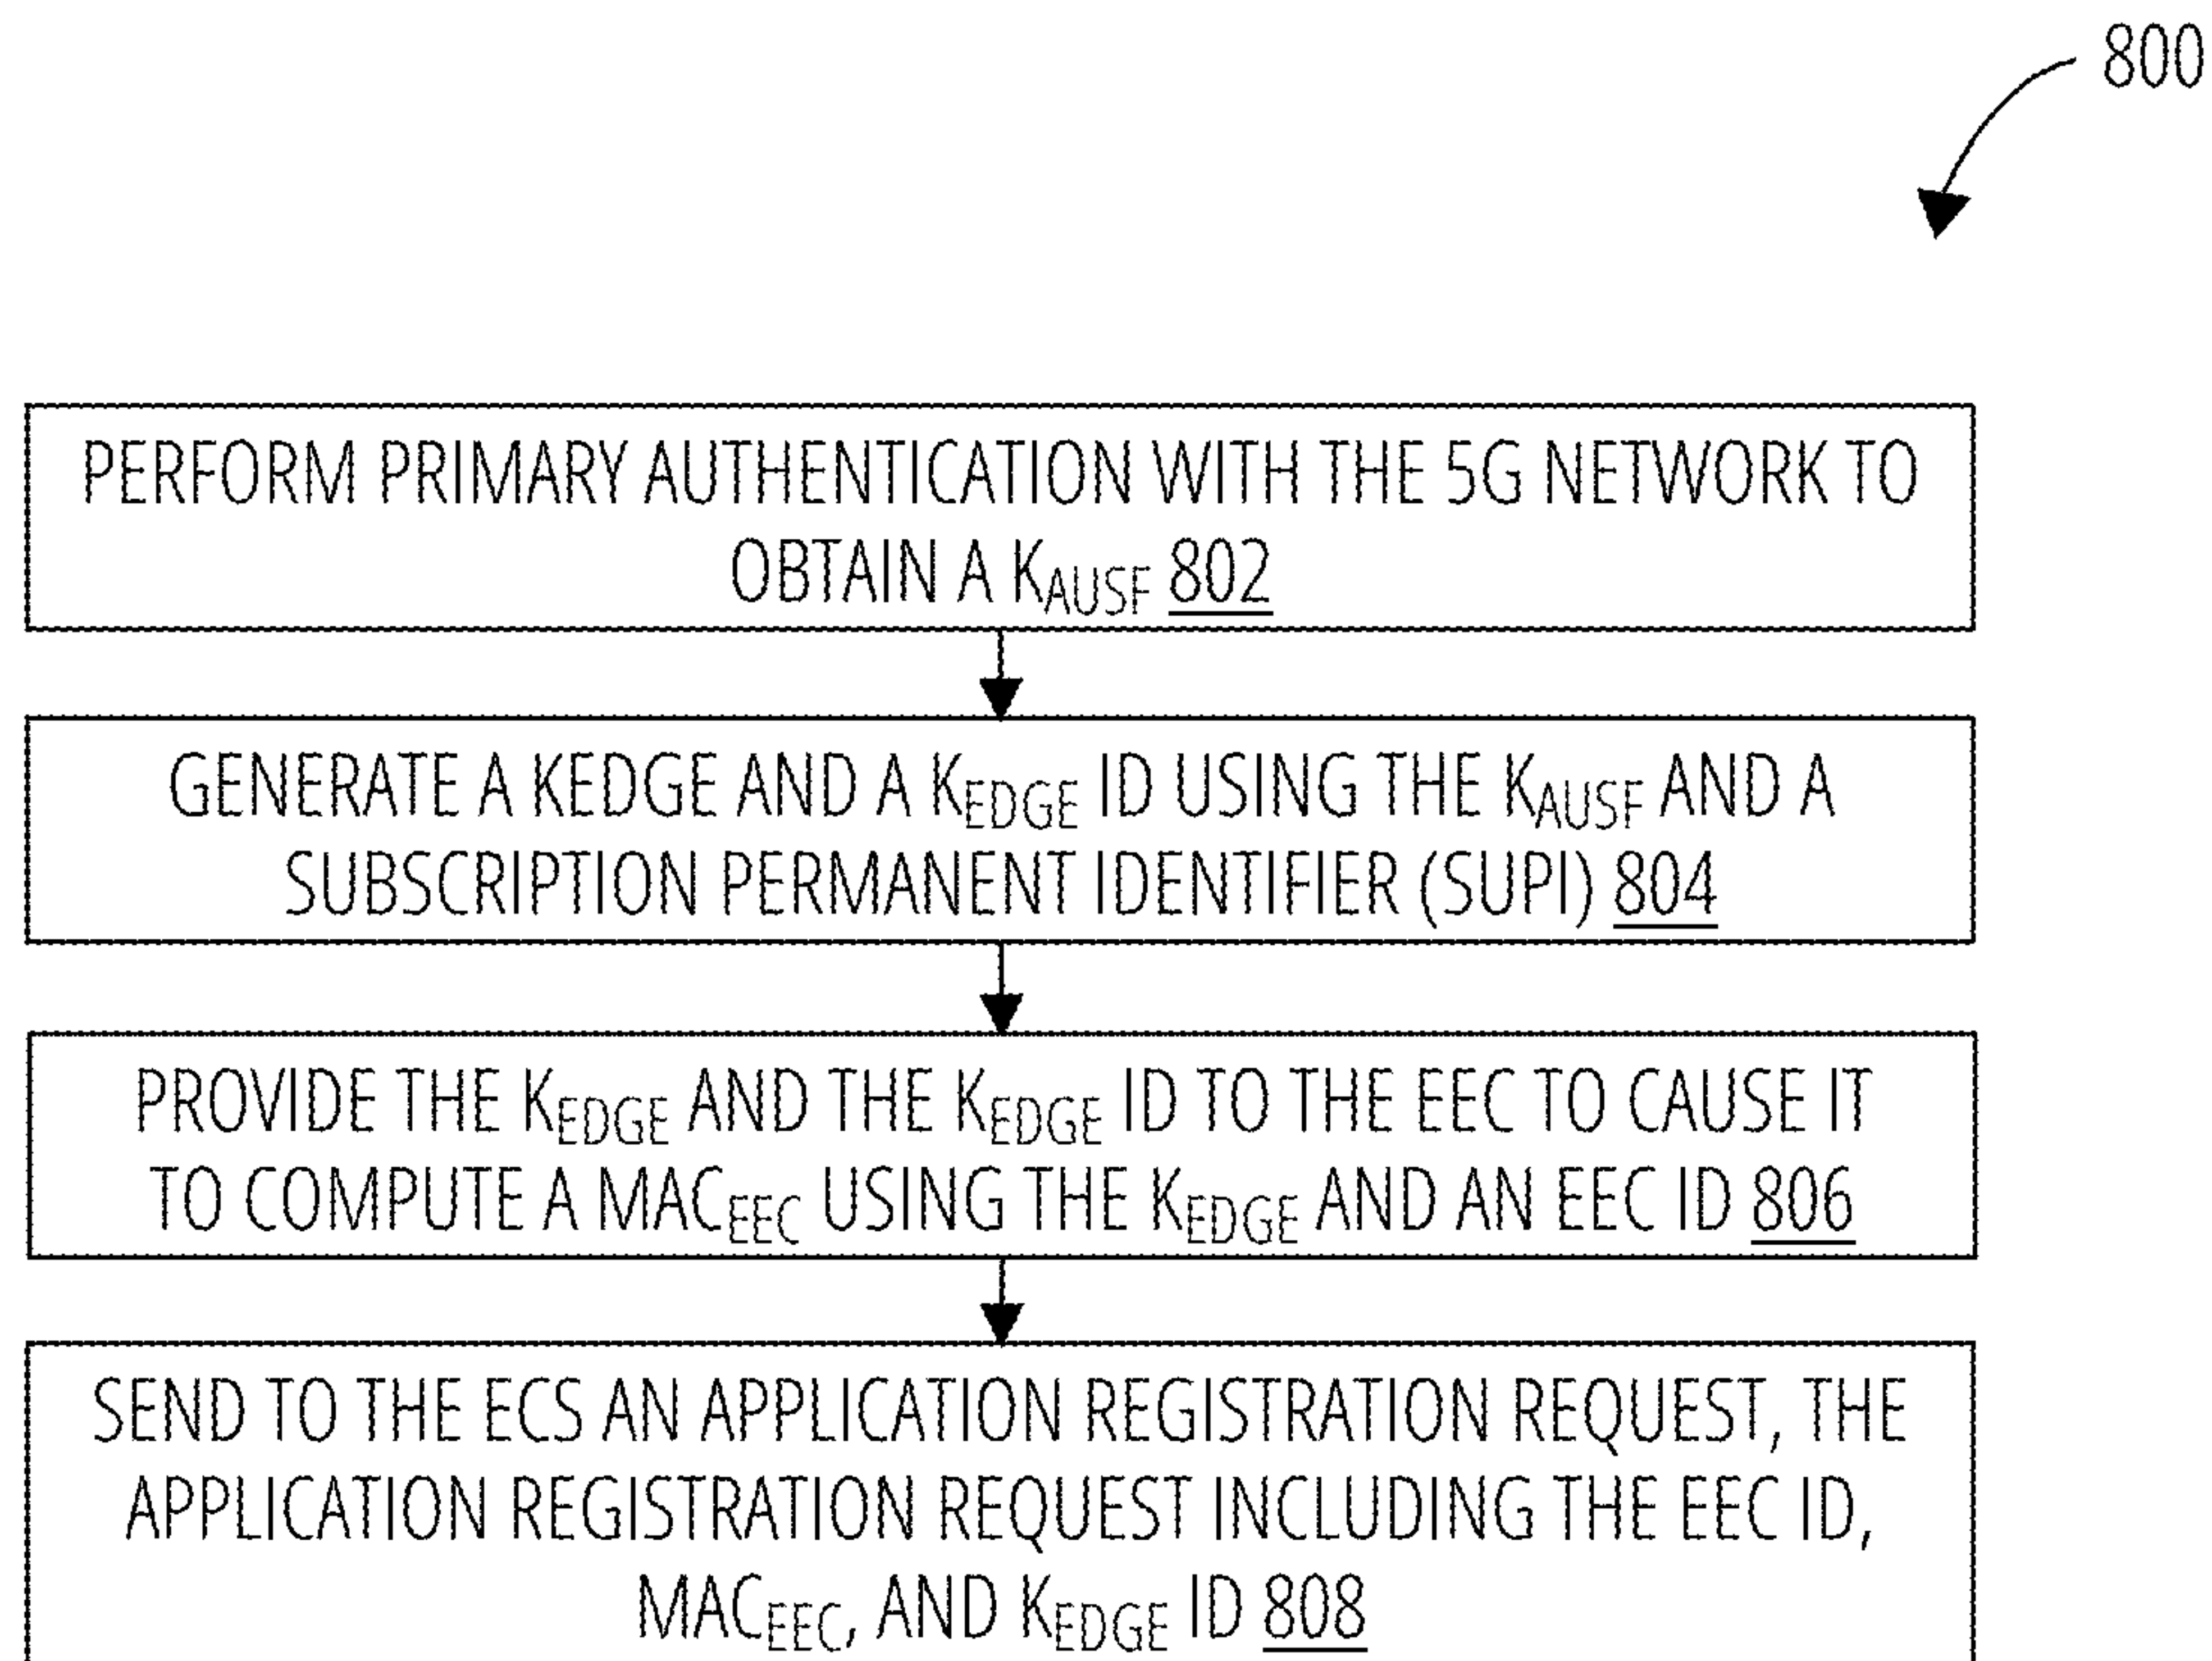 800
PERFORM PRIMARY AUTHENTICATION WITH THE 5G NETWORK TO
OBTAIN A KAUSF 802
GENERATE A KEDGE AND A KEDGE ID USING THE KAUSF AND A
SUBSCRIPTION PERMANENT IDENTIFIER (SUPI) 804
PROVIDE THE KEDGE AND THE KEDGE ID TO THE EEC TO CAUSE IT
TO COMPUTE A MACEEC USING THE KEDGE AND AN EEC ID 806
SEND TO THE ECS AN APPLICATION REGISTRATION REQUEST, THE
APPLICATION REGISTRATION REQUEST INCLUDING THE EEC ID,
MACEEC, AND KEDGE ID 808